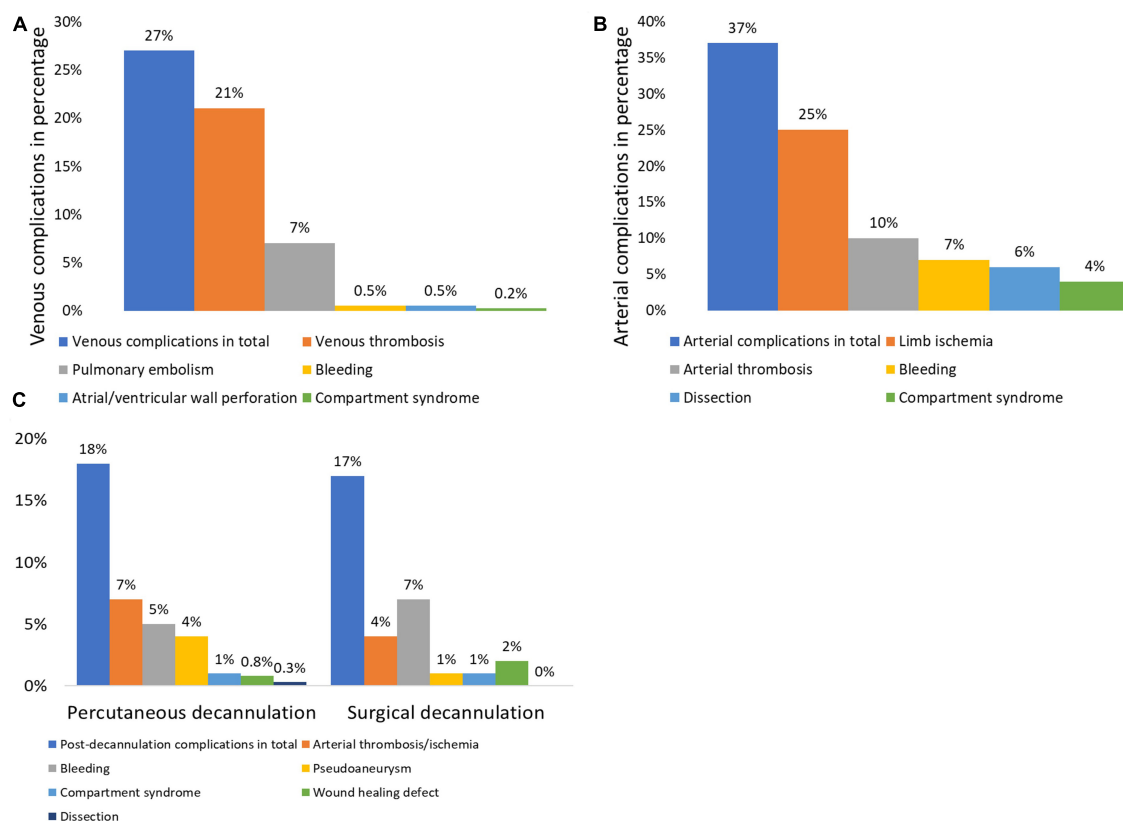 A
Venous complications in percentage
30%
25%
20%
15%
10%
5%
0%
27%
21%
7%
0.5%
0.5%
0.2%
Venous complications in total
Venous thrombosis
Pulmonary embolism
Bleeding
Atrial/ventricular wall perforation
Compartment syndrome
B
Arterial complications in percentage
40%
35%
30%
25%
20%
15%
10%
5%
0%
37%
25%
10%
7%
6%
4%
Arterial complications in total
Limb ischemia
Arterial thrombosis
Bleeding
Dissection
Compartment syndrome
C
20%
15%
10%
5%
0%
18%
7%
5%
4%
1%
0.8%
0.3%
17%
4%
7%
1%
1%
2%
0%
Percutaneous decannulation
Surgical decannulation
Post-decannulation complications in total
Arterial thrombosis/ischemia
Bleeding
Pseudoaneurysm
Compartment syndrome
Wound healing defect
Dissection